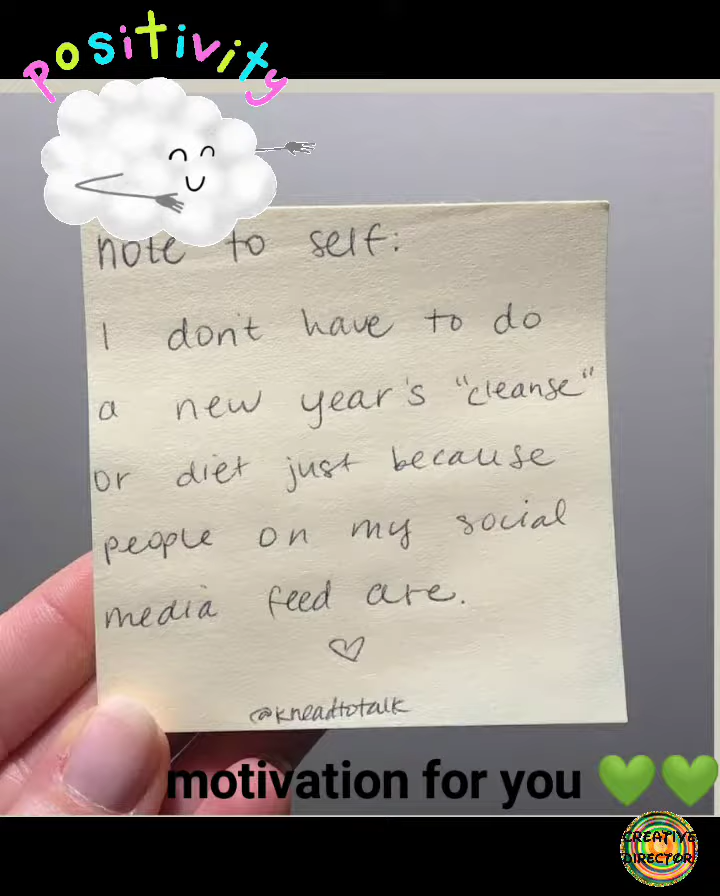 positivity
note to self:
I don't have to do
a new year's "cleanse"
or diet just because
people on my social
media feed are.
@kneadtotalk
motivation for you 💚💚
CREATIVE
DIRECTOR